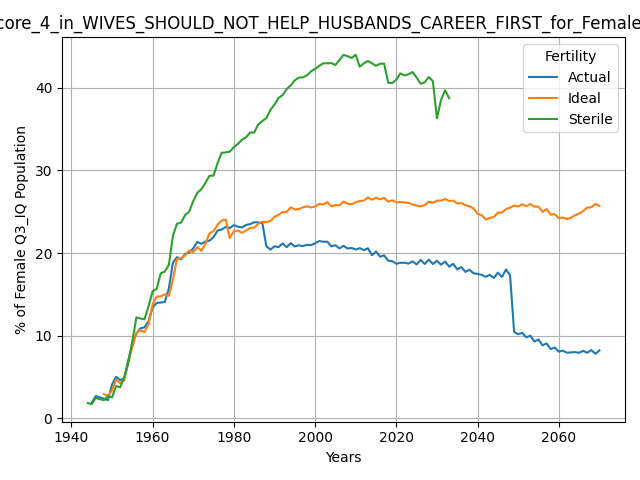 core_4_in_WIVES_SHOULD_NOT_HELP_HUSBANDS_CAREER_FIRST_for_Female
Fertility
Actual
Ideal
Sterile
% of Female Q3_IQ Population
40
30
20
10
0
1940
1960
1980
2000
2020
2040
2060
Years